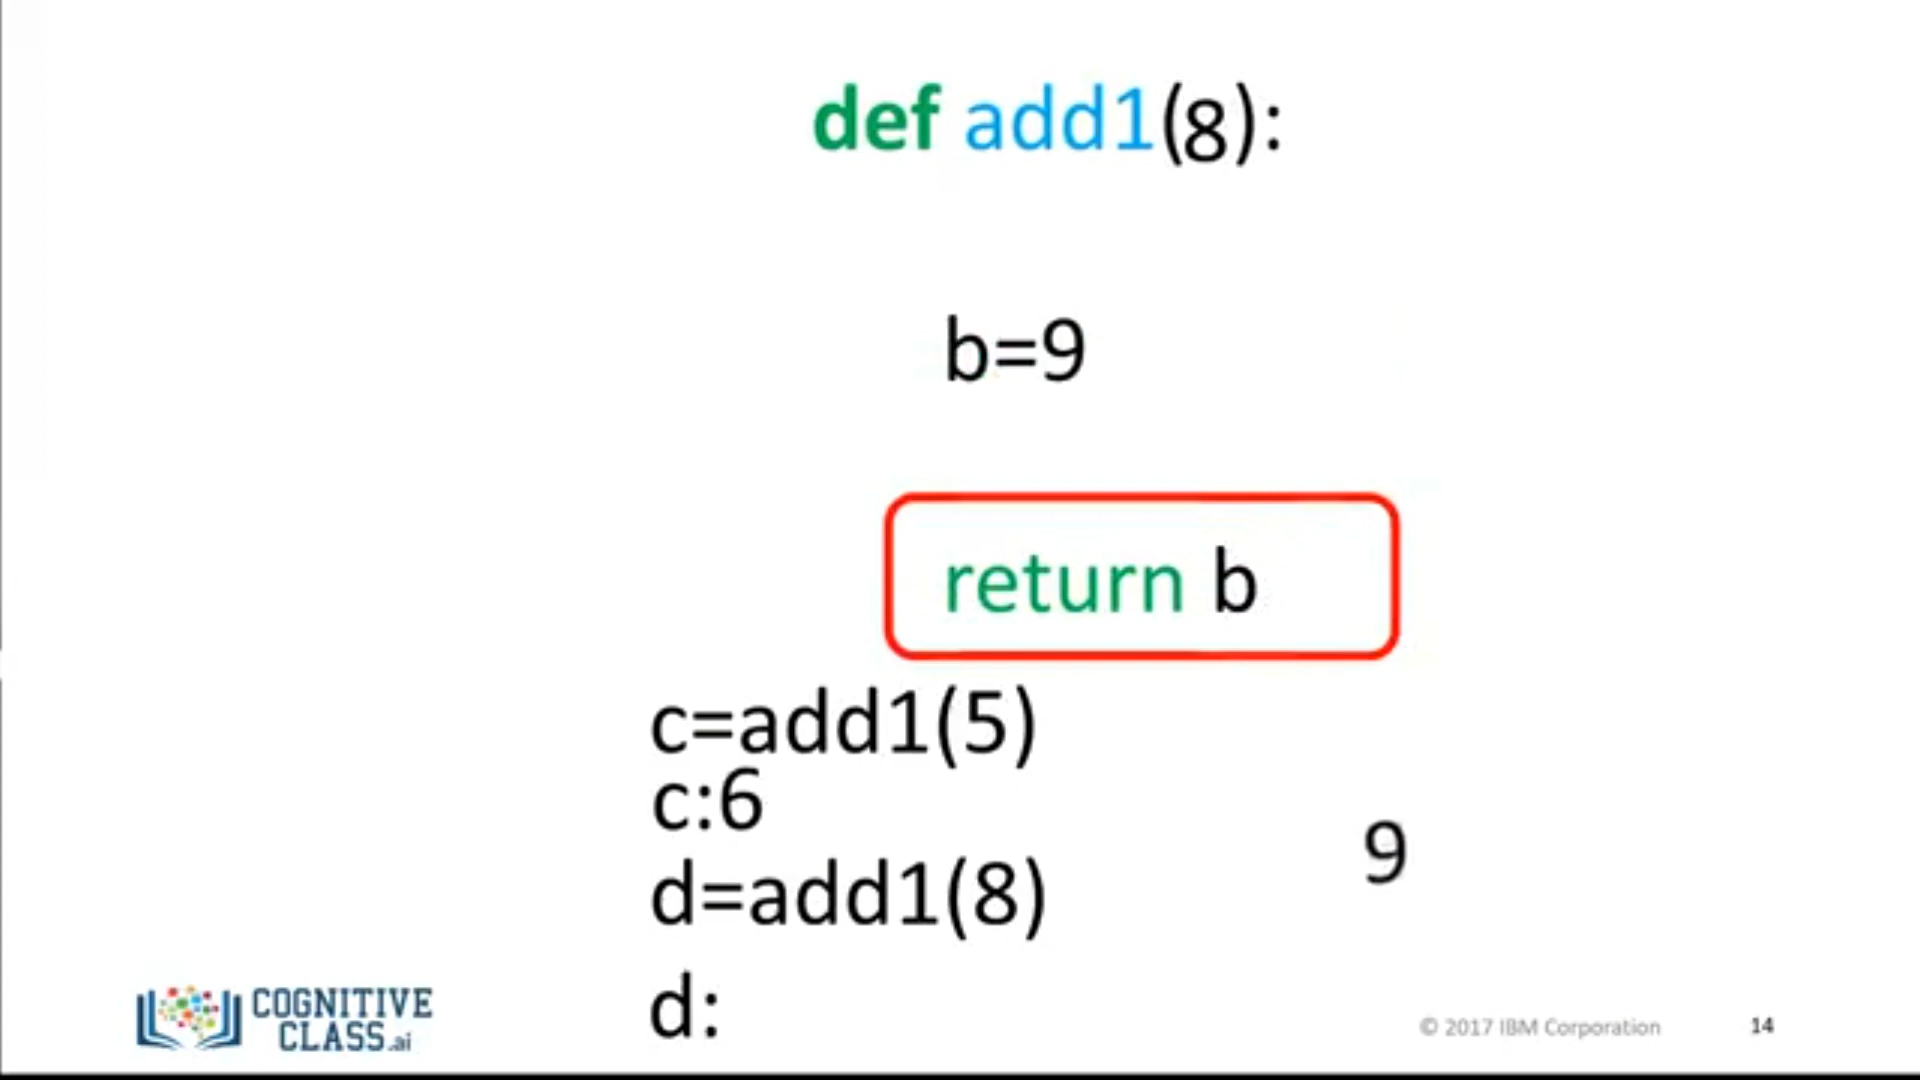 def add1(8):
b=9
return b
c=add1(5)
c:6
9
d=add1(8)
d:
COGNITIVE
CLASS.ai
© 2017 IBM Corporation
14